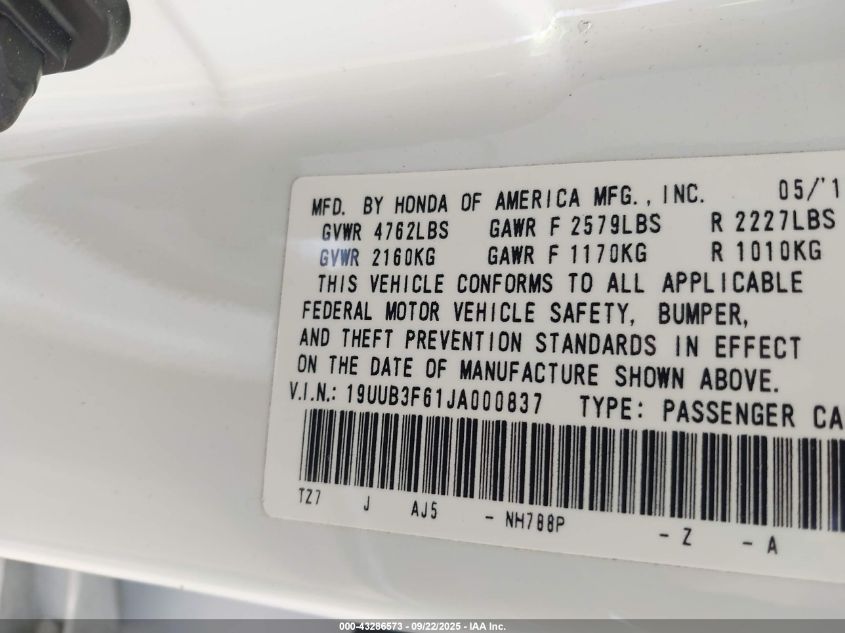 MFD. BY HONDA OF AMERICA MFG., INC. 05/'1
GVWR 4762LBS GAWR F 2579LBS R 2227LBS
GVWR 2160KG GAWR F 1170KG R 1010KG
THIS VEHICLE CONFORMS TO ALL APPLICABLE
FEDERAL MOTOR VEHICLE SAFETY, BUMPER,
AND THEFT PREVENTION STANDARDS IN EFFECT
ON THE DATE OF MANUFACTURE SHOWN ABOVE.
V.I.N.: 19UUB3F61JA000837 TYPE: PASSENGER CA
TZ7 J AJ5 - NH788P - Z - A
000-43286573 - 09/22/2025 - IAA Inc.